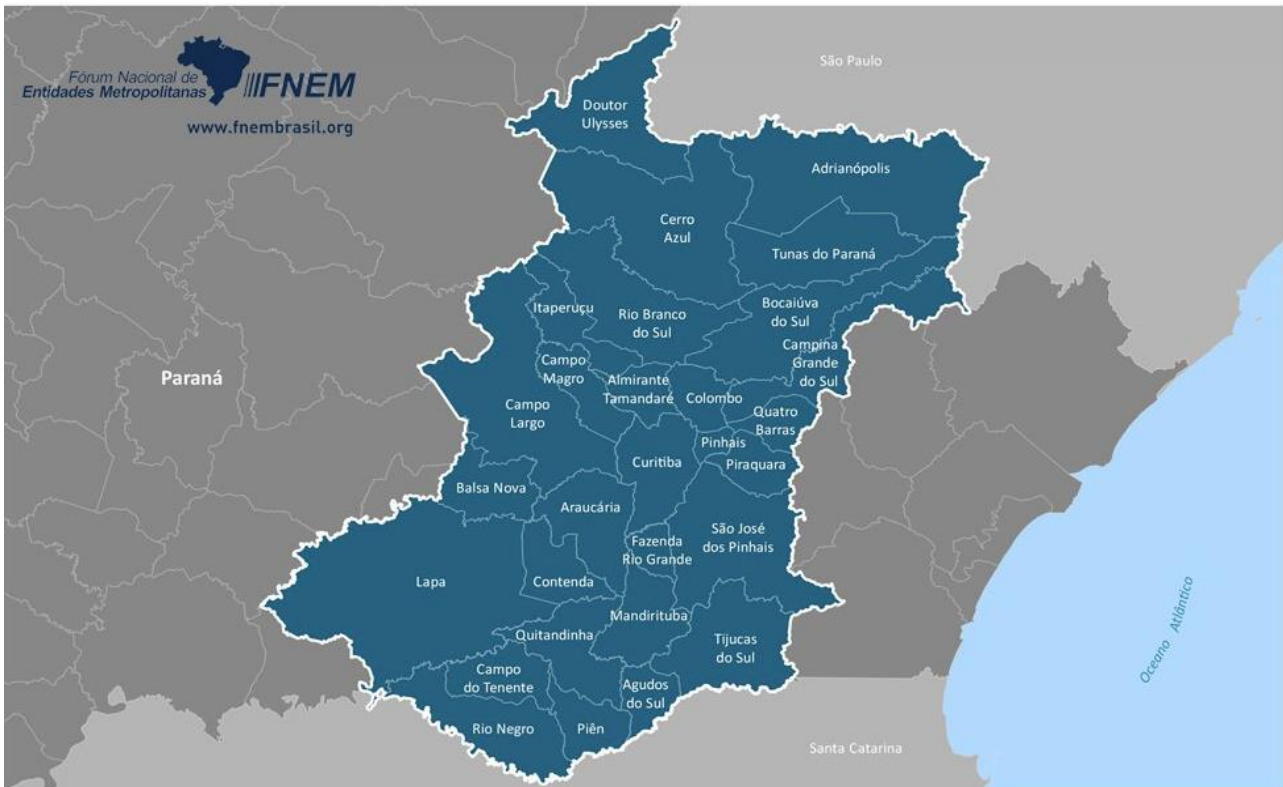 Fórum Nacional de
Entidades Metropolitanas
FNEM
www.fnembrasil.org
São Paulo
Doutor
Ulysses
Adrianópolis
Cerro
Azul
Tunas do Paraná
Itaperuçu
Rio Branco
do Sul
Bocaiúva
do Sul
Campina
Grande
do Sul
Paraná
Campo
Magro
Almirante
Tamandaré
Colombo
Campo
Largo
Quatro
Barras
Pinhais
Curitiba
Piraquara
Balsa Nova
Araucária
São José
dos Pinhais
Fazenda
Rio Grande
Lapa
Contenda
Mandirituba
Quitandinha
Tijucas
do Sul
Campo
do Tenente
Agudos
do Sul
Rio Negro
Piên
Oceano Atlântico
Santa Catarina